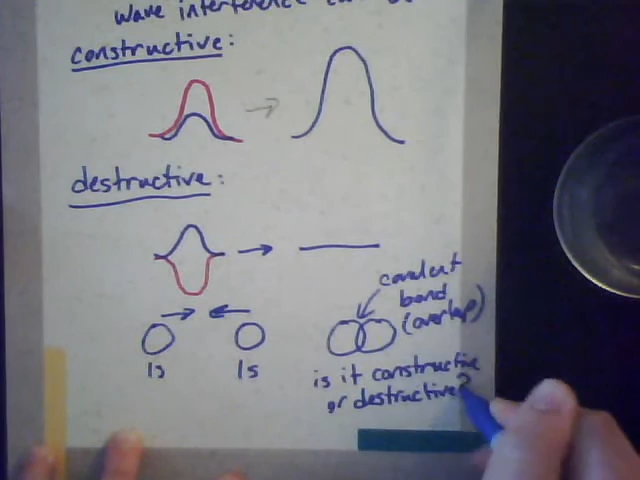 wave interference
constructive:
destructive:
covalent
bond
(overlap)
1s 1s
is it constructive
or destructive?